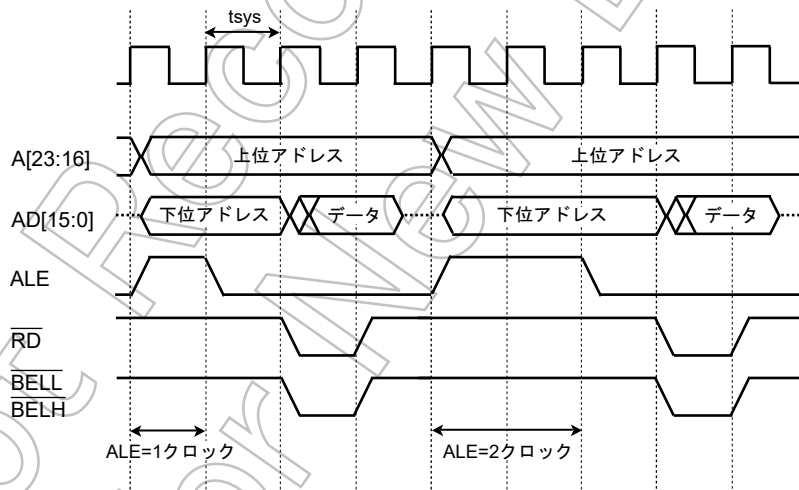 tsys
A[23:16]
上位アドレス
上位アドレス
AD[15:0]
下位アドレス
データ
下位アドレス
データ
ALE
RD
BELL
BELH
ALE=1クロック
ALE=2クロック